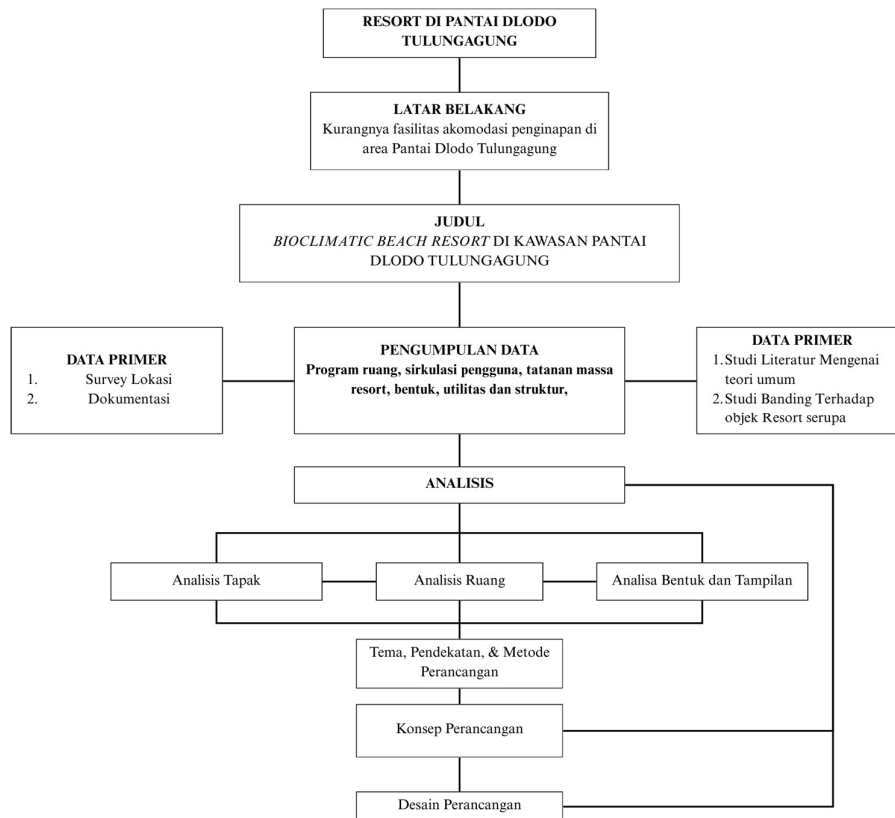 RESORT DI PANTAI DLODO
TULUNGAGUNG
LATAR BELAKANG
Kurangnya fasilitas akomodasi penginapan di
area Pantai Dlodo Tulungagung
JUDUL
BIOCLIMATIC BEACH RESORT DI KAWASAN PANTAI
DLODO TULUNGAGUNG
DATA PRIMER
1. Survey Lokasi
2. Dokumentasi
PENGUMPULAN DATA
Program ruang, sirkulasi pengguna, tatanan massa
resort, bentuk, utilitas dan struktur,
DATA PRIMER
1. Studi Literatur Mengenai
teori umum
2. Studi Banding Terhadap
objek Resort serupa
ANALISIS
Analisis Tapak
Analisis Ruang
Analisa Bentuk dan Tampilan
Tema, Pendekatan, & Metode
Perancangan
Konsep Perancangan
Desain Perancangan